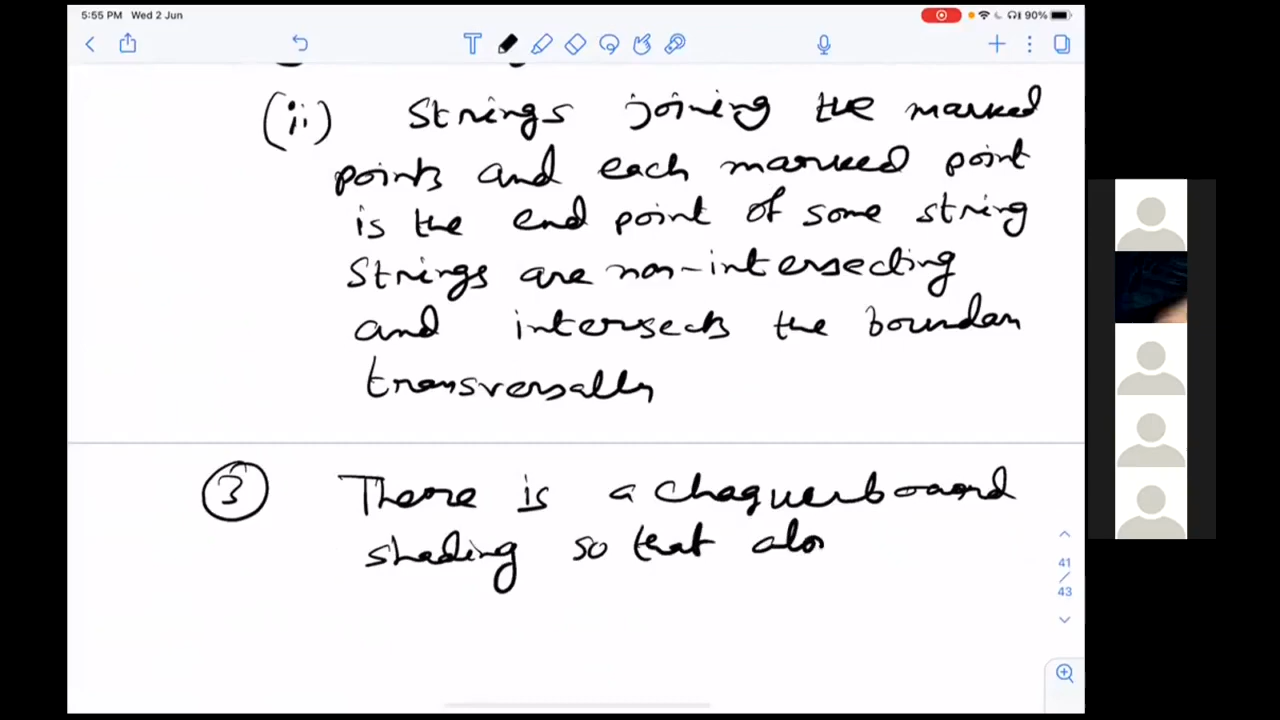 5:55 PM Wed 2 Jun
90%
(ii) Strings joining the marked
points and each marked point
is the end point of some string
Strings are non-intersecting
and intersects the boundary
transversally
3 There is a chaquerboard
shading so that alon
41
/
43